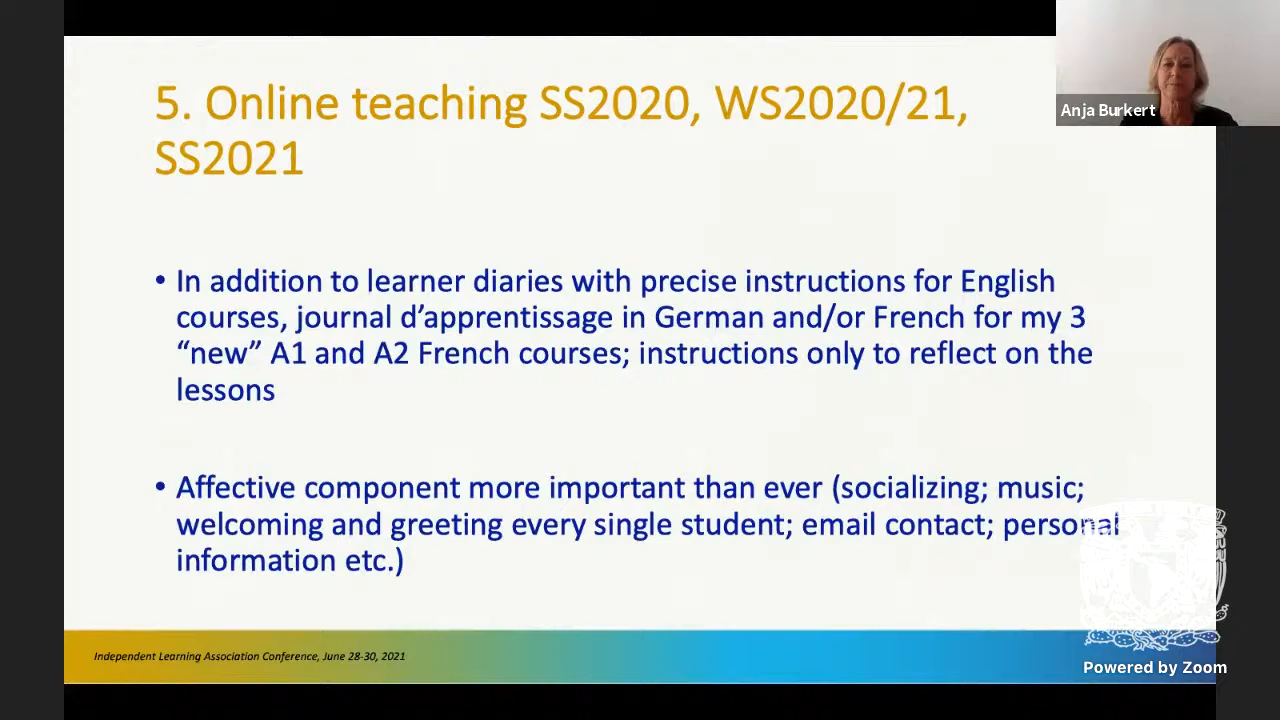 5. Online teaching SS2020, WS2020/21,
SS2021
Anja Burkert
• In addition to learner diaries with precise instructions for English
courses, journal d’apprentissage in German and/or French for my 3
“new” A1 and A2 French courses; instructions only to reflect on the
lessons
• Affective component more important than ever (socializing; music;
welcoming and greeting every single student; email contact; personal
information etc.)
Independent Learning Association Conference, June 28-30, 2021
Powered by Zoom